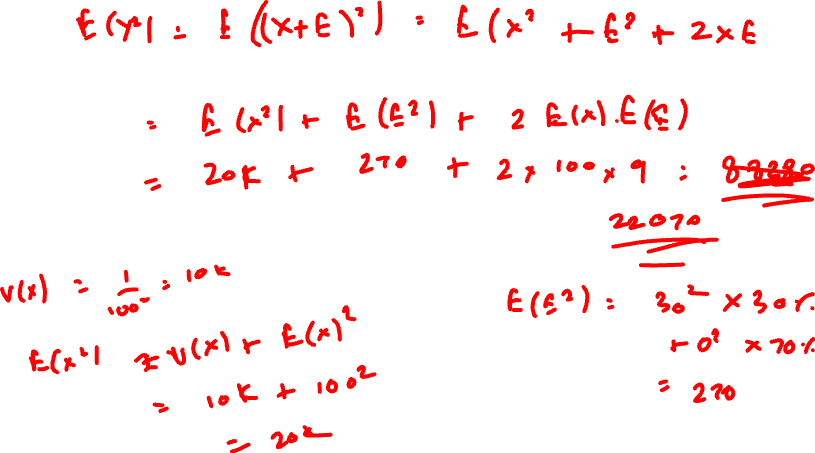 E(Y²) = E((X+E)²) = E(X² + E² + 2XE
= E(X²) + E(E²) + 2 E(X).E(E)
= 20K + 270 + 2 × 100 × 9 =
22070
V(X) = 1/100² = 10K
E(X²) = V(X) + E(X)²
= 10K + 100²
= 20K
E(E²) = 30² × 30%
+ 0² × 70%
= 270